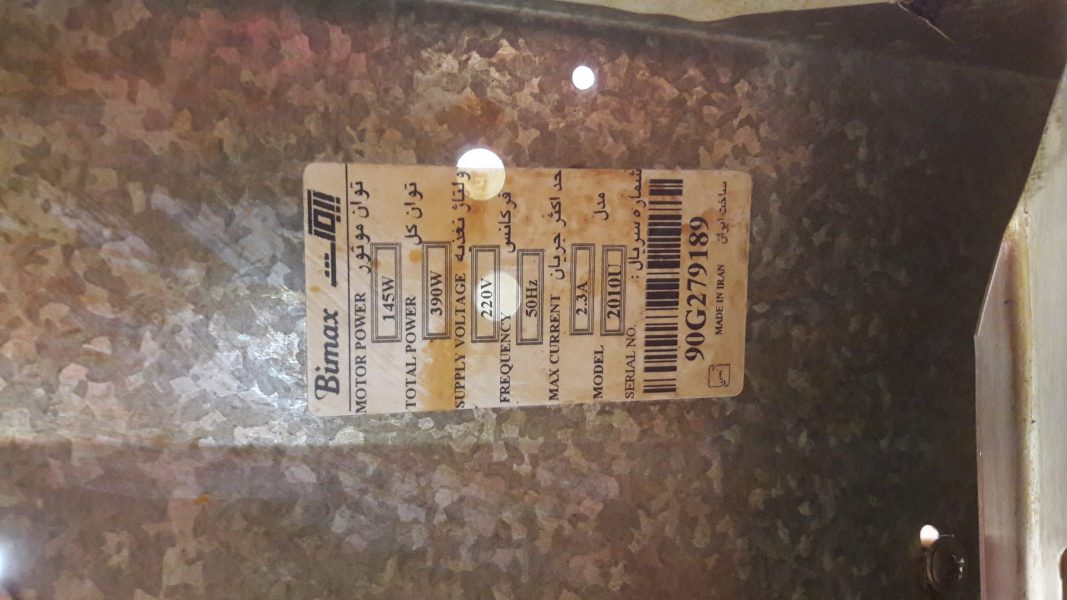 Bimax بیمکث
MOTOR POWER توان موتور
145W
TOTAL POWER توان کل
390W
SUPPLY VOLTAGE ولتاژ تغذیه
220V
FREQUENCY فرکانس
50Hz
MAX CURRENT حد اکثر جریان
2.3A
MODEL مدل
2010U
SERIAL NO. شماره سریال :
90G279189
MADE IN IRAN ساخت ایران